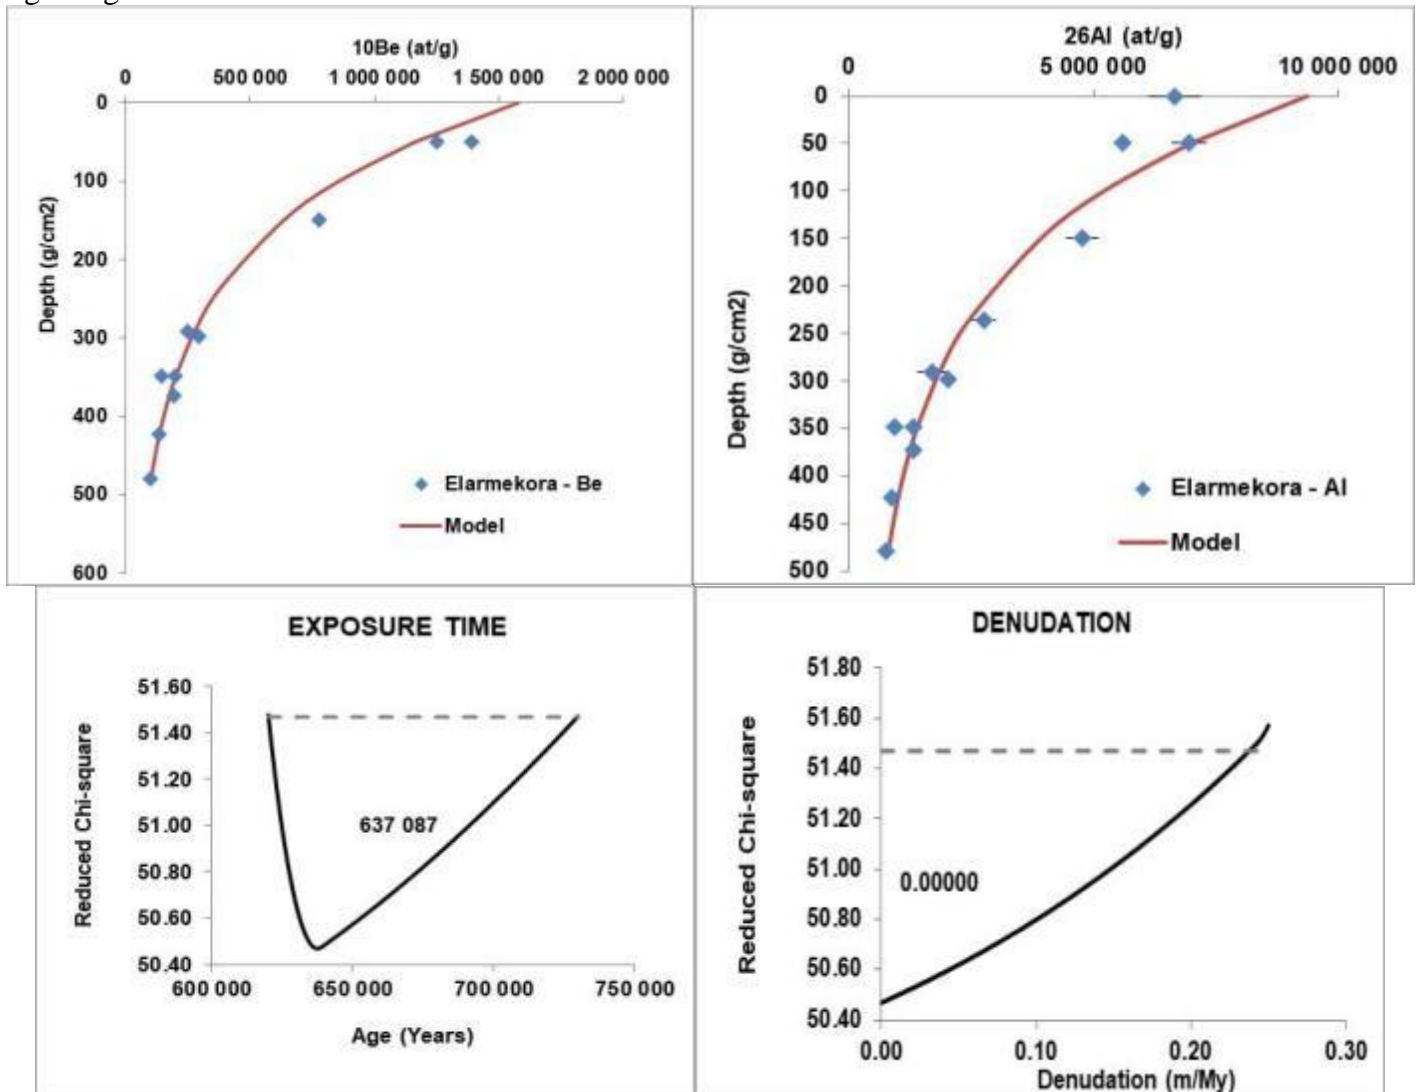 10Be (at/g)
0 500 000 1 000 000 1 500 000 2 000 000
0
100
200
300
400
500
600
Depth (g/cm2)
Elarmekora - Be
Model
26Al (at/g)
0 5 000 000 10 000 000
0
50
100
150
200
250
300
350
400
450
500
Depth (g/cm2)
Elarmekora - Al
Model
EXPOSURE TIME
51.60
51.40
51.20
51.00
50.80
50.60
50.40
Reduced Chi-square
637 087
600 000 650 000 700 000 750 000
Age (Years)
DENUDATION
51.80
51.60
51.40
51.20
51.00
50.80
50.60
50.40
Reduced Chi-square
0.00000
0.00 0.10 0.20 0.30
Denudation (m/My)